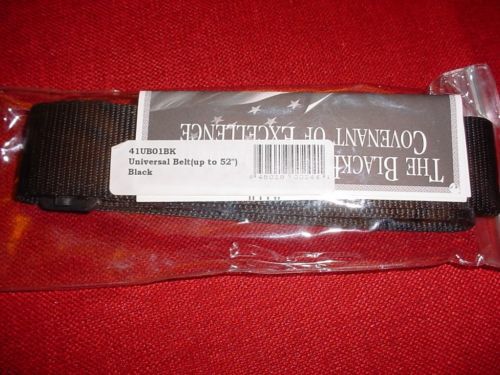 41UB01BK
Universal Belt(up to 52")
Black
THE BLACKH
COVENANT OF EXCELLENCE